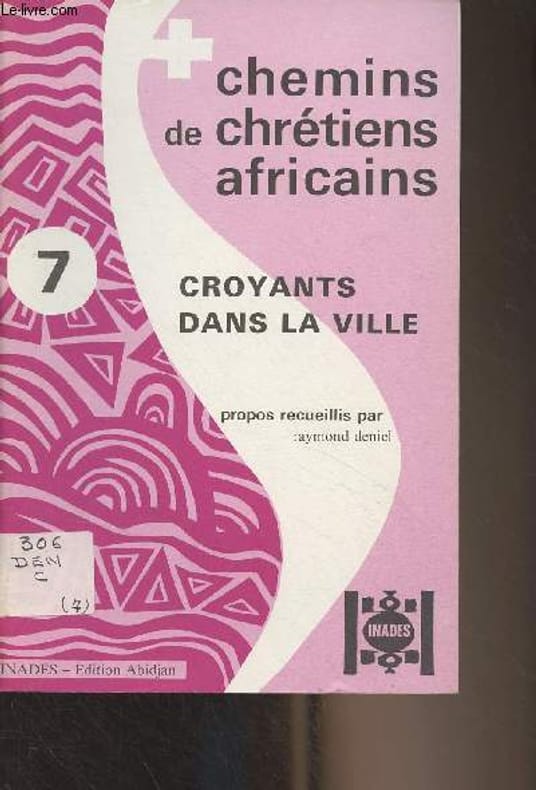 Le-livre.com
chemins
de chrétiens
africains
7
CROYANTS
DANS LA VILLE
propos recueillis par
raymond deniel
306
DEN
C
(7)
INADES
INADES – Edition Abidjan